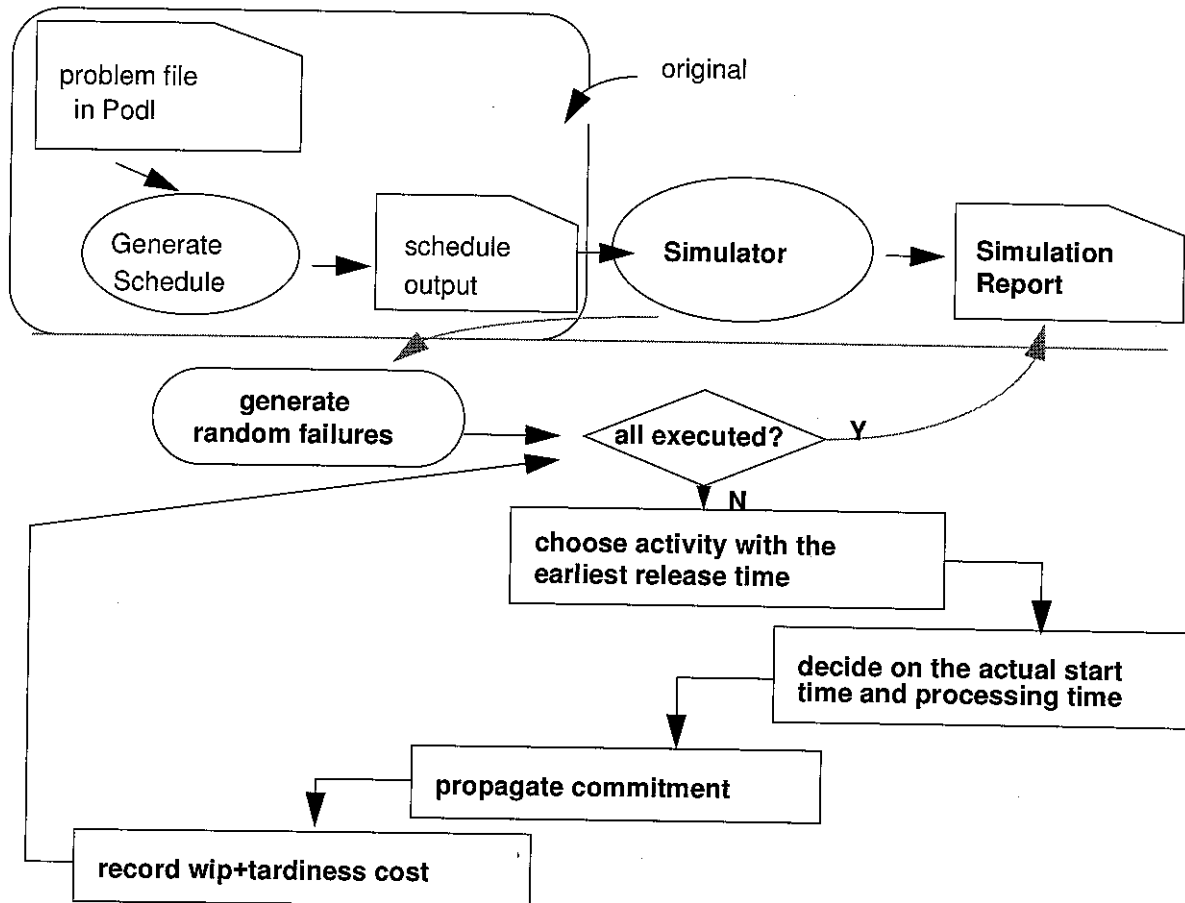 problem file
in Podl
original
Generate
Schedule
schedule
output
Simulator
Simulation
Report
generate
random failures
all executed?
Y
N
choose activity with the
earliest release time
decide on the actual start
time and processing time
propagate commitment
record wip+tardiness cost